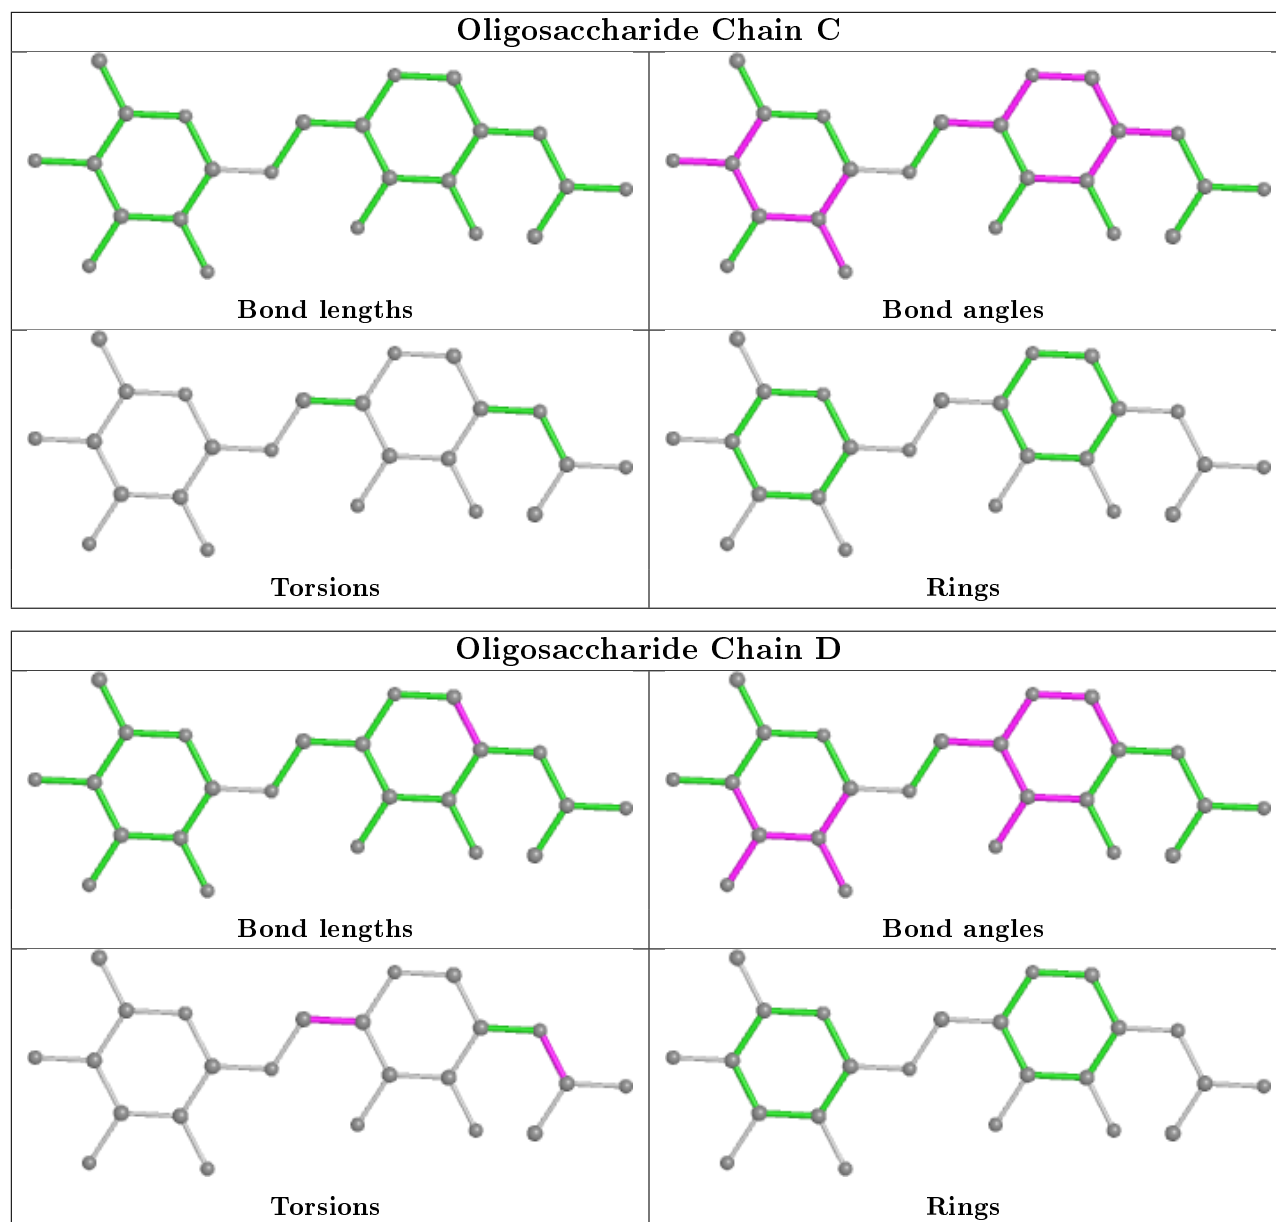 Oligosaccharide Chain C
Bond lengths
Bond angles
Torsions
Rings
Oligosaccharide Chain D
Bond lengths
Bond angles
Torsions
Rings